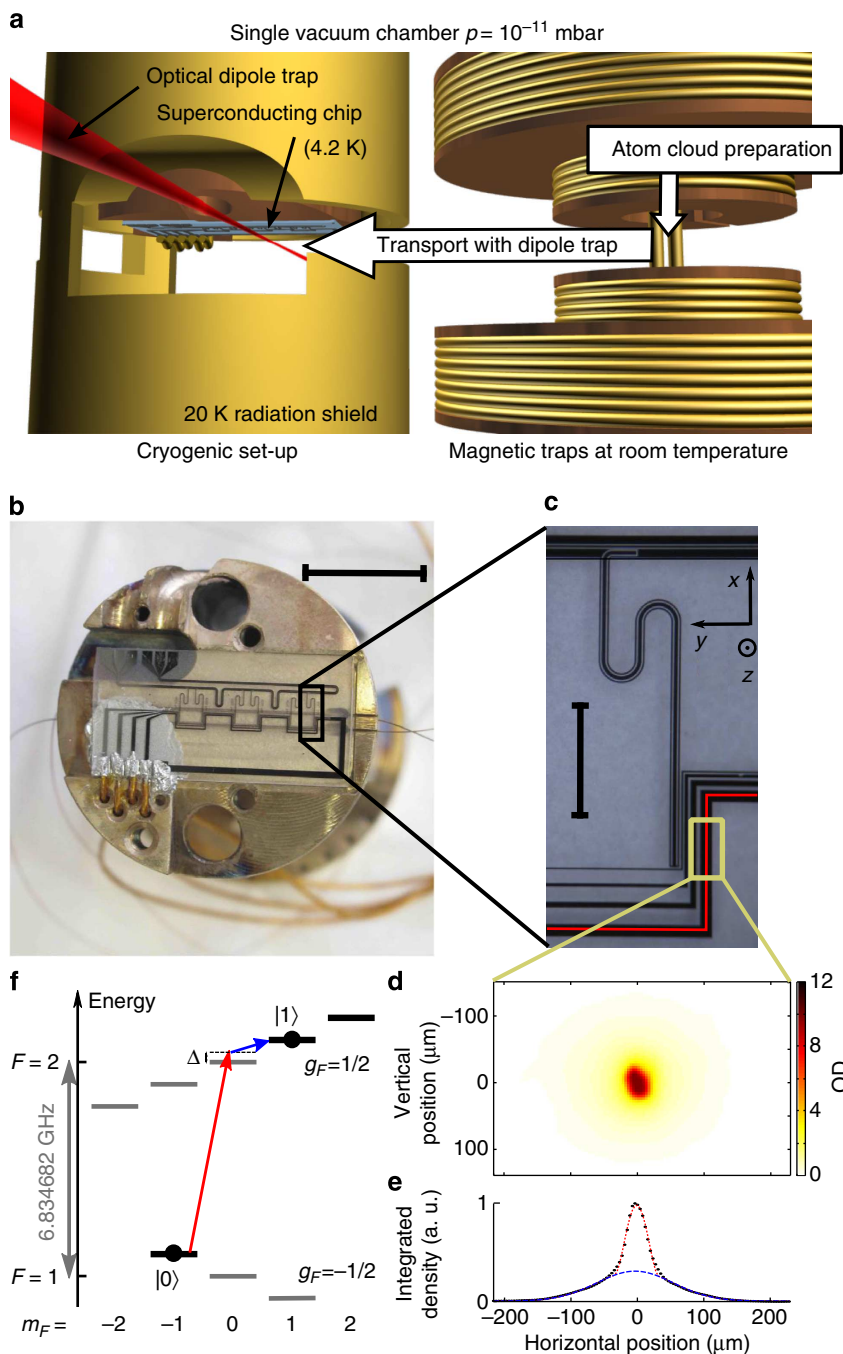 a
Single vacuum chamber p = 10⁻¹¹ mbar
Optical dipole trap
Superconducting chip
(4.2 K)
Atom cloud preparation
Transport with dipole trap
20 K radiation shield
Cryogenic set-up
Magnetic traps at room temperature
b
c
x
y
z
f
Energy
|1⟩
Δ
F = 2
g_F=1/2
6.834682 GHz
|0⟩
F = 1
g_F=–1/2
m_F = –2 –1 0 1 2
d
Vertical
position (μm)
–100
0
100
12
8
4
0
OD
e
Integrated
density (a. u.)
1
0
–200 –100 0 100 200
Horizontal position (μm)